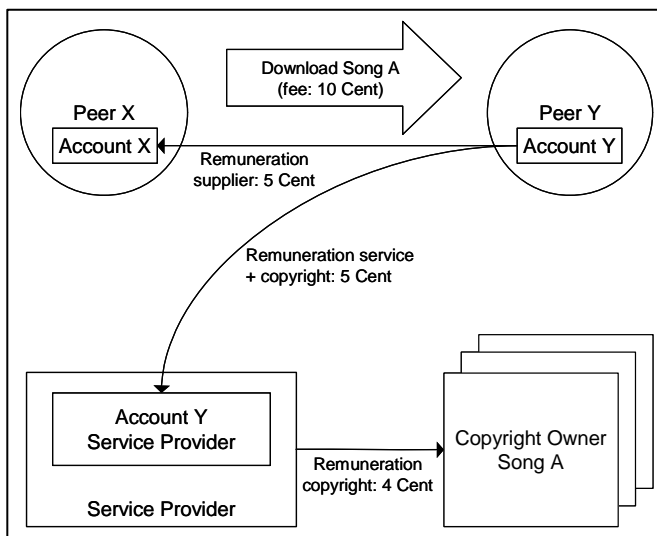 Download Song A
(fee: 10 Cent)
Peer X
Account X
Peer Y
Account Y
Remuneration
supplier: 5 Cent
Remuneration service
+ copyright: 5 Cent
Account Y
Service Provider
Service Provider
Remuneration
copyright: 4 Cent
Copyright Owner
Song A